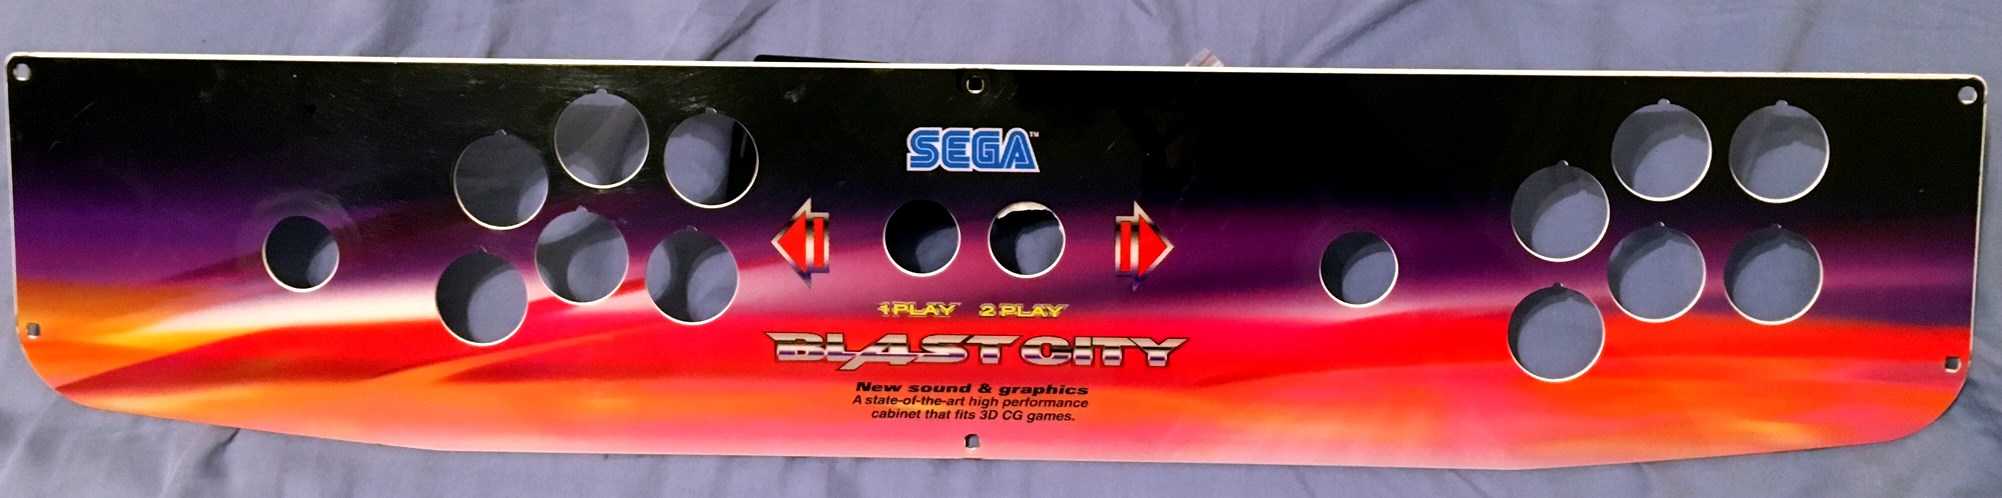 SEGA™
1PLAY 2PLAY
BLAST CITY
New sound & graphics
A state-of-the-art high performance
cabinet that fits 3D CG games.